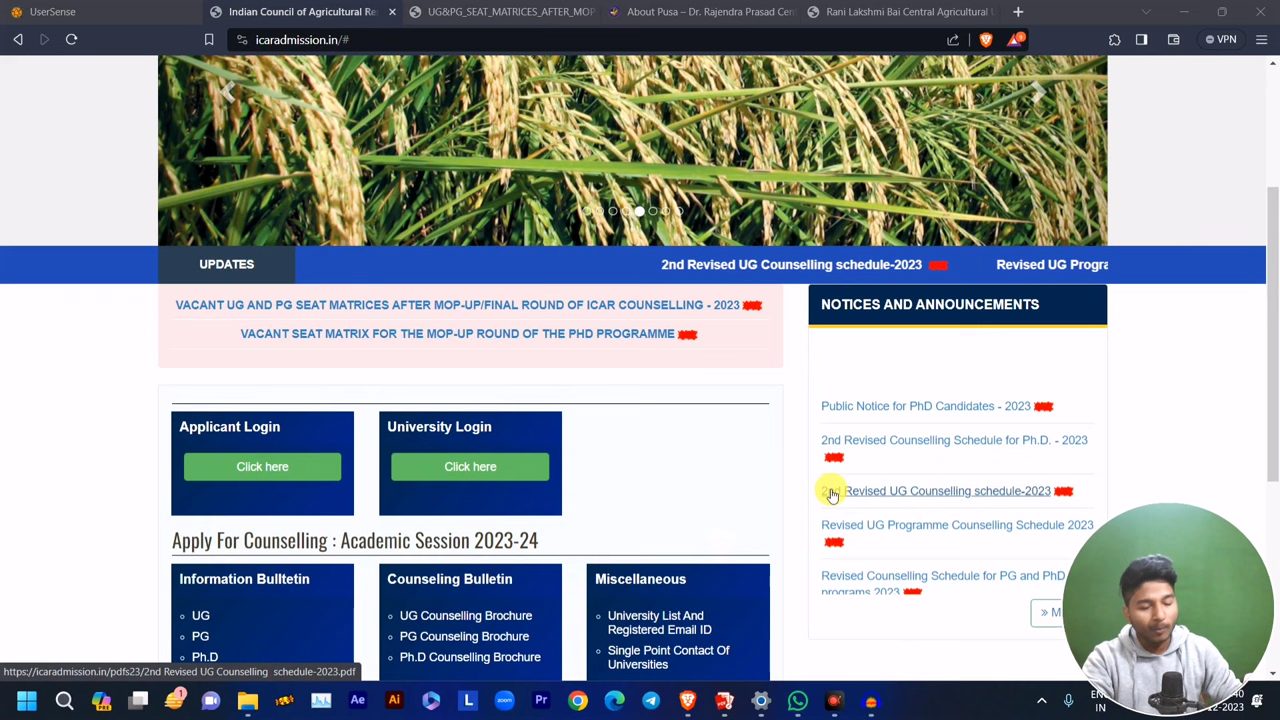 UserSense
Indian Council of Agricultural Re
UG&PG_SEAT_MATRICES_AFTER_MOP
About Pusa – Dr. Rajendra Prasad Cen
Rani Lakshmi Bai Central Agricultural U
icaradmission.in/#
VPN
UPDATES
2nd Revised UG Counselling schedule-2023
Revised UG Progra
VACANT UG AND PG SEAT MATRICES AFTER MOP-UP/FINAL ROUND OF ICAR COUNSELLING - 2023
VACANT SEAT MATRIX FOR THE MOP-UP ROUND OF THE PHD PROGRAMME
NOTICES AND ANNOUNCEMENTS
Public Notice for PhD Candidates - 2023
2nd Revised Counselling Schedule for Ph.D. - 2023
2nd Revised UG Counselling schedule-2023
Revised UG Programme Counselling Schedule 2023
Revised Counselling Schedule for PG and PhD
programs 2023
» M
Applicant Login
Click here
University Login
Click here
Apply For Counselling : Academic Session 2023-24
Information Bulltetin
UG
PG
Ph.D
Counseling Bulletin
UG Counselling Brochure
PG Counselling Brochure
Ph.D Counselling Brochure
Miscellaneous
University List And
Registered Email ID
Single Point Contact Of
Universities
https://icaradmission.in/pdfs23/2nd Revised UG Counselling schedule-2023.pdf
Ae
Ai
L
zoom
Pr
IN
40